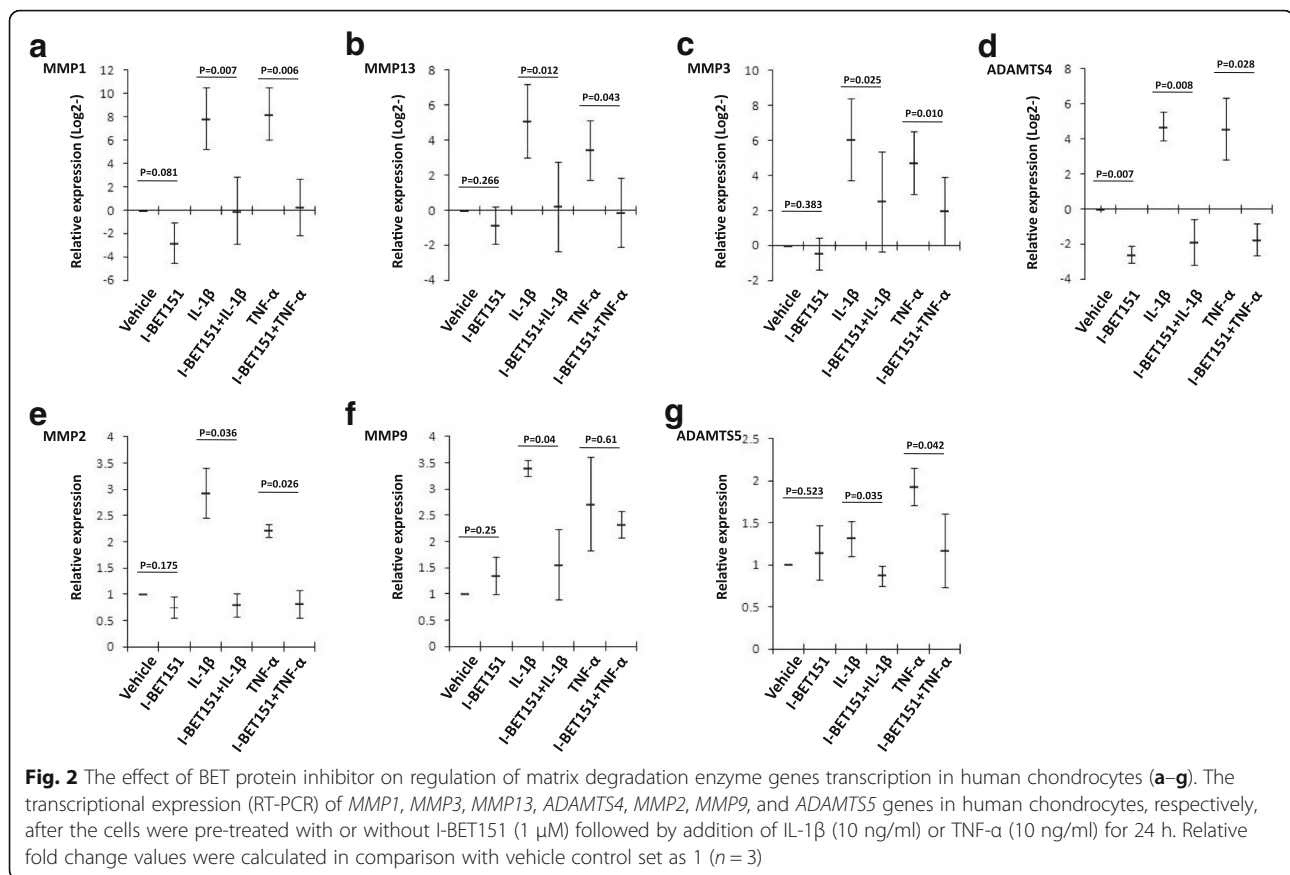 a
MMP1
P=0.007
P=0.006
P=0.081
Relative expression (Log2-)
12
10
8
6
4
2
0
-2
-4
-6
Vehicle
I-BET151
IL-1β
I-BET151+IL-1β
TNF-α
I-BET151+TNF-α
b
MMP13
P=0.012
P=0.043
P=0.266
Relative expression (Log2-)
8
6
4
2
0
-2
-4
Vehicle
I-BET151
IL-1β
I-BET151+IL-1β
TNF-α
I-BET151+TNF-α
c
MMP3
P=0.025
P=0.010
P=0.383
Relative expression (Log2-)
10
8
6
4
2
0
-2
Vehicle
I-BET151
IL-1β
I-BET151+IL-1β
TNF-α
I-BET151+TNF-α
d
ADAMTS4
P=0.028
P=0.008
P=0.007
Relative expression (Log2-)
8
6
4
2
0
-2
-4
Vehicle
I-BET151
IL-1β
I-BET151+IL-1β
TNF-α
I-BET151+TNF-α
e
MMP2
P=0.036
P=0.026
P=0.175
Relative expression
4
3.5
3
2.5
2
1.5
1
0.5
0
Vehicle
I-BET151
IL-1β
I-BET151+IL-1β
TNF-α
I-BET151+TNF-α
f
MMP9
P=0.04
P=0.61
P=0.25
Relative expression
4
3.5
3
2.5
2
1.5
1
0.5
0
Vehicle
I-BET151
IL-1β
I-BET151+IL-1β
TNF-α
I-BET151+TNF-α
g
ADAMTS5
P=0.042
P=0.523
P=0.035
Relative expression
2.5
2
1.5
1
0.5
0
Vehicle
I-BET151
IL-1β
I-BET151+IL-1β
TNF-α
I-BET151+TNF-α
Fig. 2 The effect of BET protein inhibitor on regulation of matrix degradation enzyme genes transcription in human chondrocytes (a–g). The
transcriptional expression (RT-PCR) of MMP1, MMP3, MMP13, ADAMTS4, MMP2, MMP9, and ADAMTS5 genes in human chondrocytes, respectively,
after the cells were pre-treated with or without I-BET151 (1 μM) followed by addition of IL-1β (10 ng/ml) or TNF-α (10 ng/ml) for 24 h. Relative
fold change values were calculated in comparison with vehicle control set as 1 (n = 3)